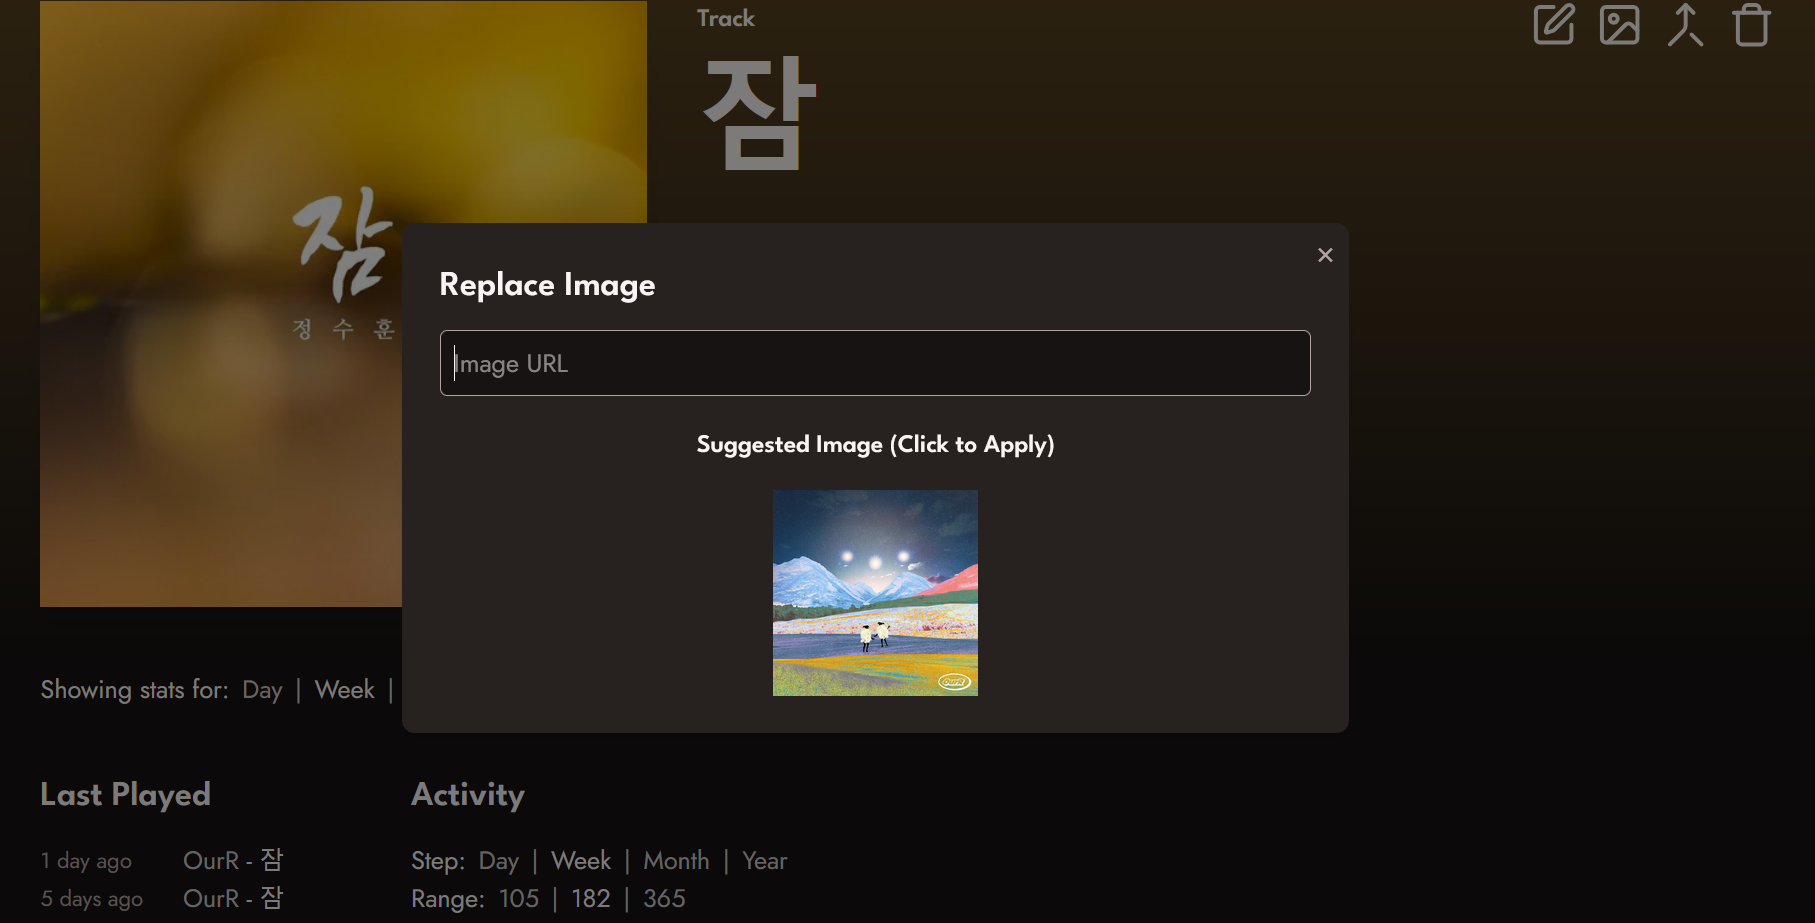 Track
잠
잠
정 수 훈
Replace Image
Image URL
Suggested Image (Click to Apply)
OurR
Showing stats for: Day | Week |
Last Played
1 day ago OurR - 잠
5 days ago OurR - 잠
Activity
Step: Day | Week | Month | Year
Range: 105 | 182 | 365